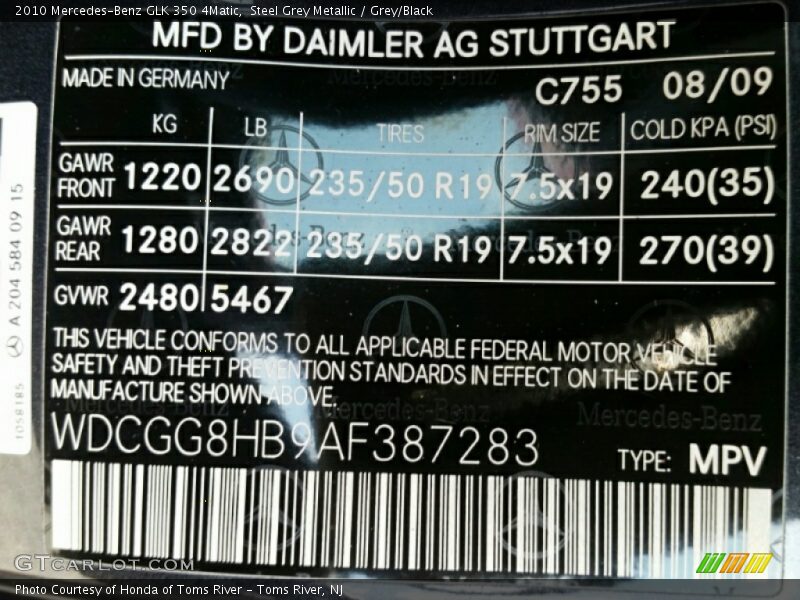 2010 Mercedes-Benz GLK 350 4Matic, Steel Grey Metallic / Grey/Black
MFD BY DAIMLER AG STUTTGART
MADE IN GERMANY C755 08/09
KG LB TIRES RIM SIZE COLD KPA (PSI)
GAWR FRONT 1220 2690 235/50 R19 7.5x19 240(35)
GAWR REAR 1280 2822 235/50 R19 7.5x19 270(39)
GVWR 2480 5467
THIS VEHICLE CONFORMS TO ALL APPLICABLE FEDERAL MOTOR VEHICLE
SAFETY AND THEFT PREVENTION STANDARDS IN EFFECT ON THE DATE OF
MANUFACTURE SHOWN ABOVE.
Mercedes-Benz
WDCGG8HB9AF387283
TYPE: MPV
A 204 584 09 15
1058185
GTCARLOT.COM
Photo Courtesy of Honda of Toms River - Toms River, NJ